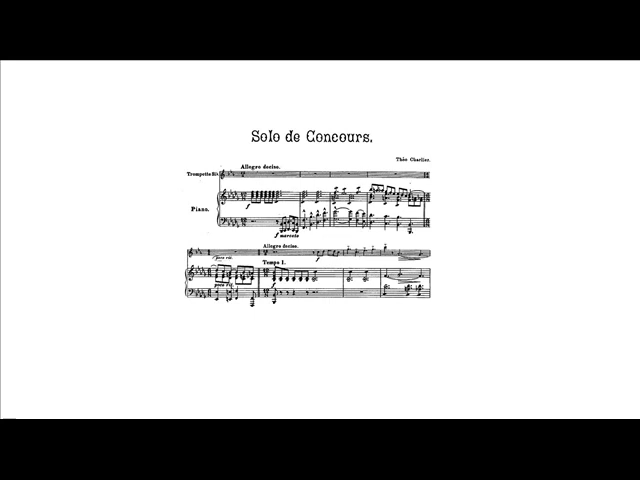 Solo de Concours.
Théo Charlier.
Allegro deciso.
Trompette Si♭
Piano.
f
f marcato
Allegro deciso.
poco rit.
f
Tempo I.
poco rit.